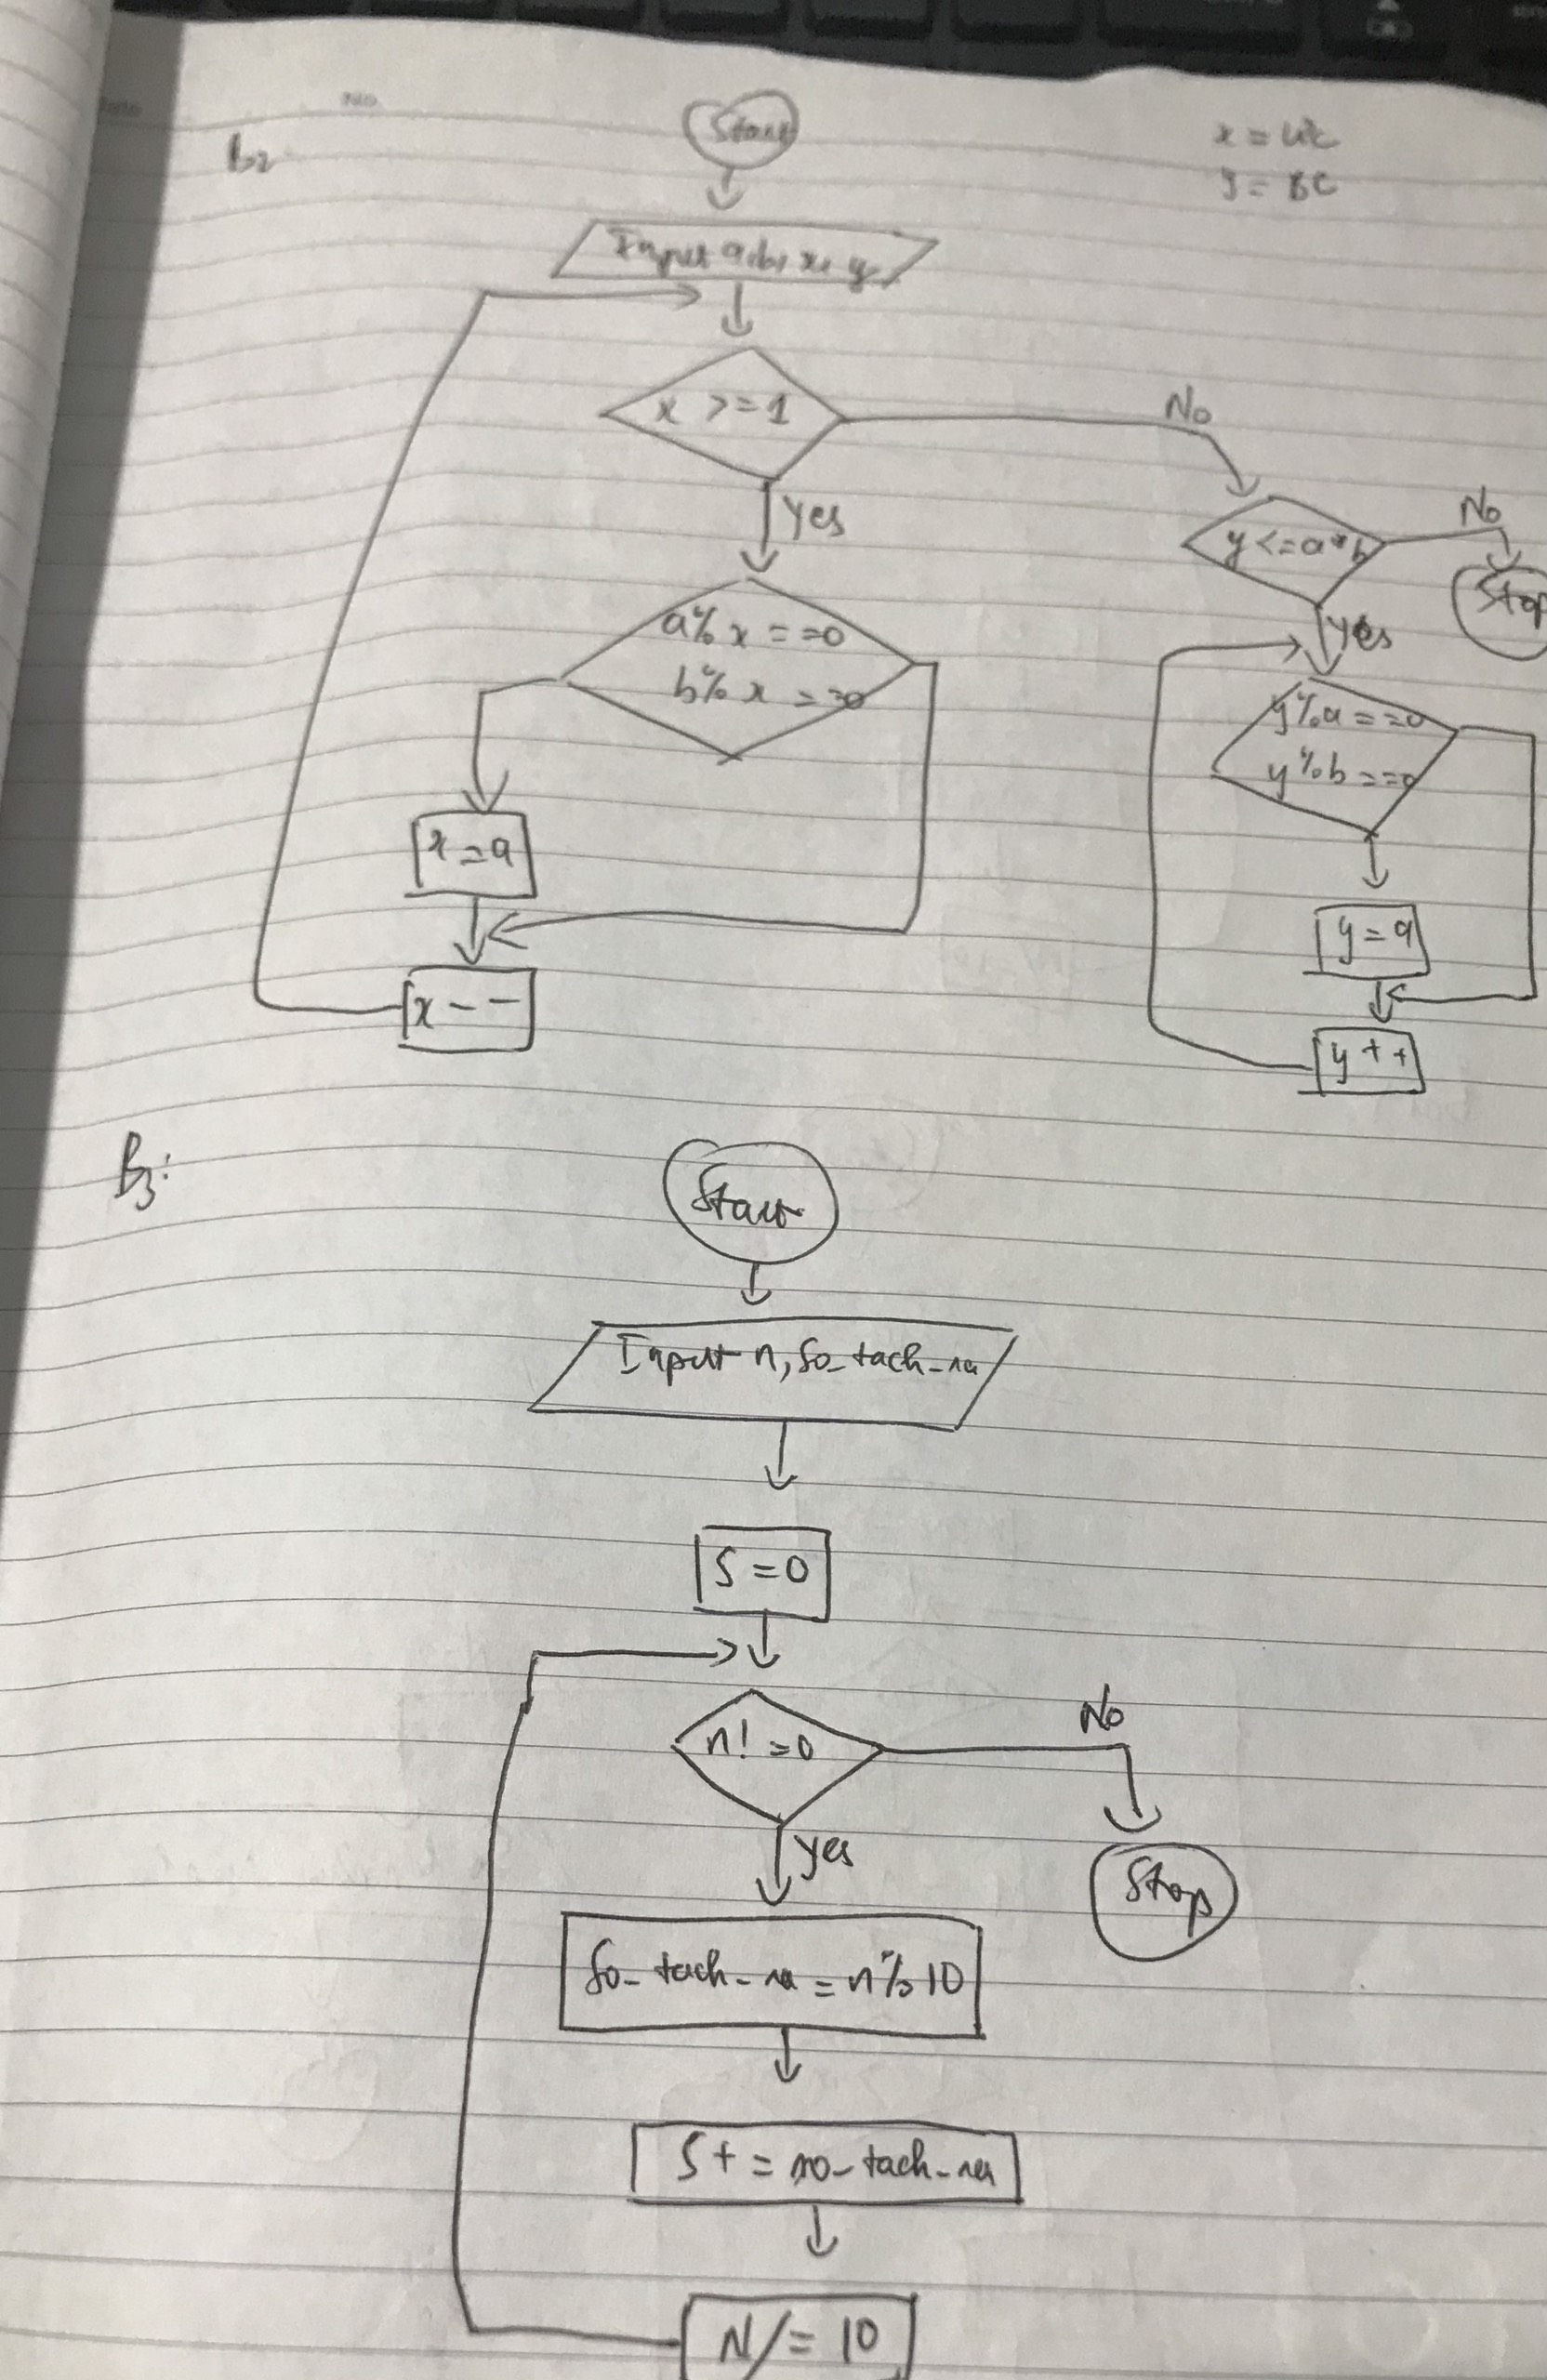 No.
Date
B2
Start
x = UC
y = BC
Input a, b, x, y
x >= 1
No
Yes
y <= a*b
No
Stop
Yes
a% x == 0
b% x == 0
y%a == 0
y%b == 0
x = a
y = a
x--
y++
B3:
Start
Input n, so_tach_ra
S = 0
n! = 0
No
Yes
Stop
So_tach_ra = n% 10
S += so_tach_ra
N /= 10